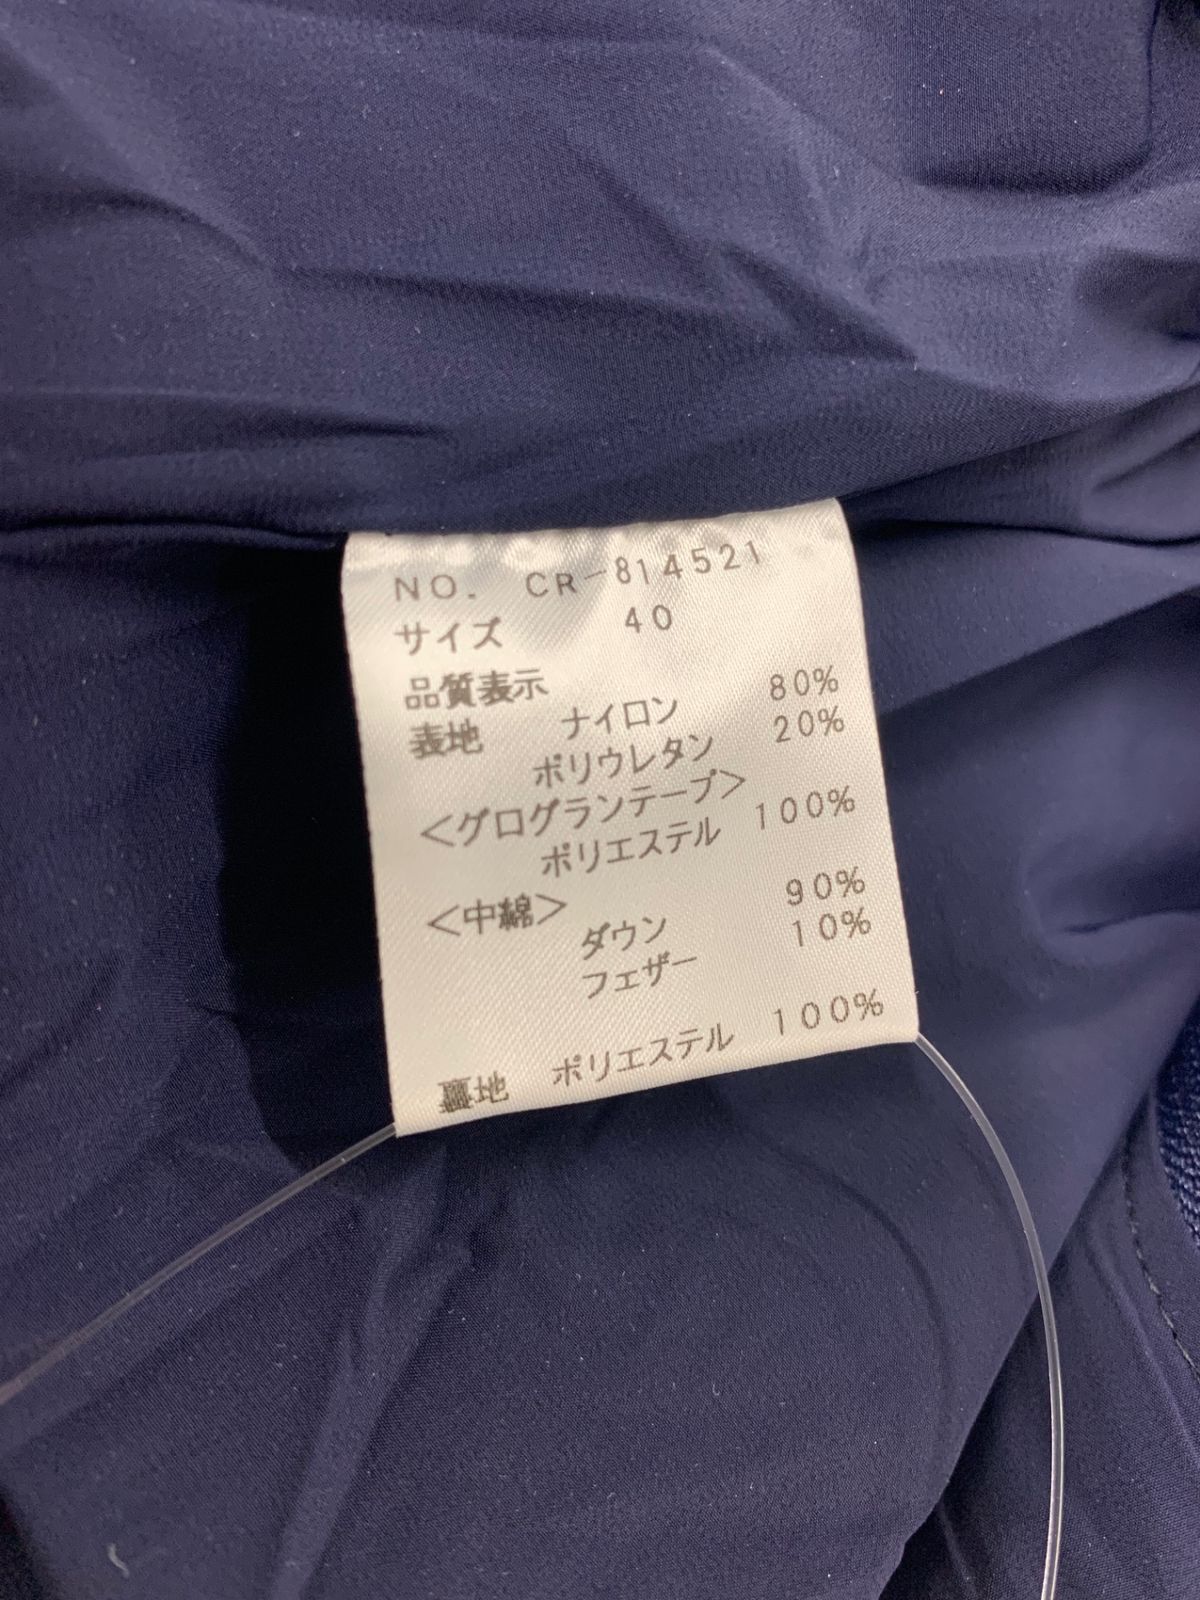 NO. CR-814521
サイズ 40
品質表示
表地 ナイロン 80%
ポリウレタン 20%
<グログランテープ>
ポリエステル 100%
<中綿>
ダウン 90%
フェザー 10%
裏地 ポリエステル 100%